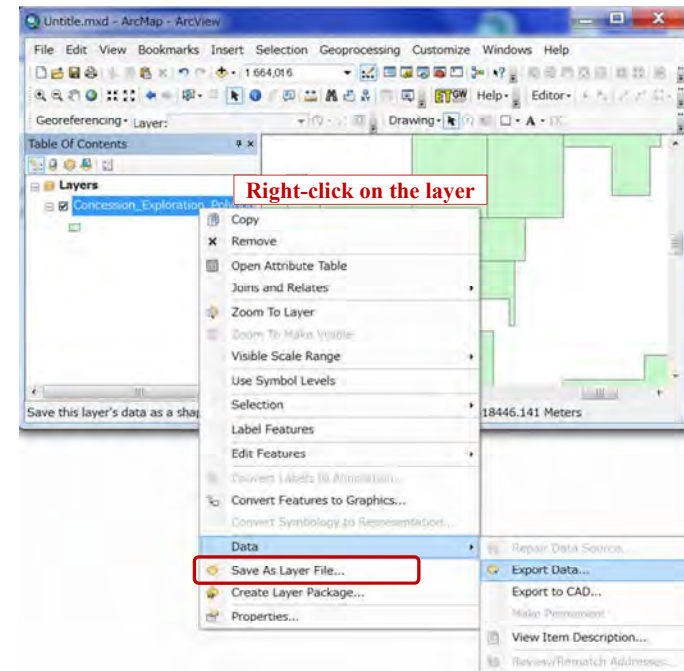 Untitle.mxd - ArcMap - ArcView
File Edit View Bookmarks Insert Selection Geoprocessing Customize Windows Help
1:664,016
Help Editor
Georeferencing Layer: Drawing A
Table Of Contents
Layers
Right-click on the layer
Concession_Exploration
Copy
Remove
Open Attribute Table
Joins and Relates
Zoom To Layer
Zoom To Make Visible
Visible Scale Range
Use Symbol Levels
Save this layer's data as a 18446.141 Meters
Selection
Label Features
Edit Features
Convert Labels to Annotation...
Convert Features to Graphics...
Convert Symbology to Representation...
Data
Repair Data Source...
Save As Layer File...
Export Data...
Create Layer Package...
Export to CAD...
Properties...
Make Permanent
View Item Description...
Review/Rematch Addresses...